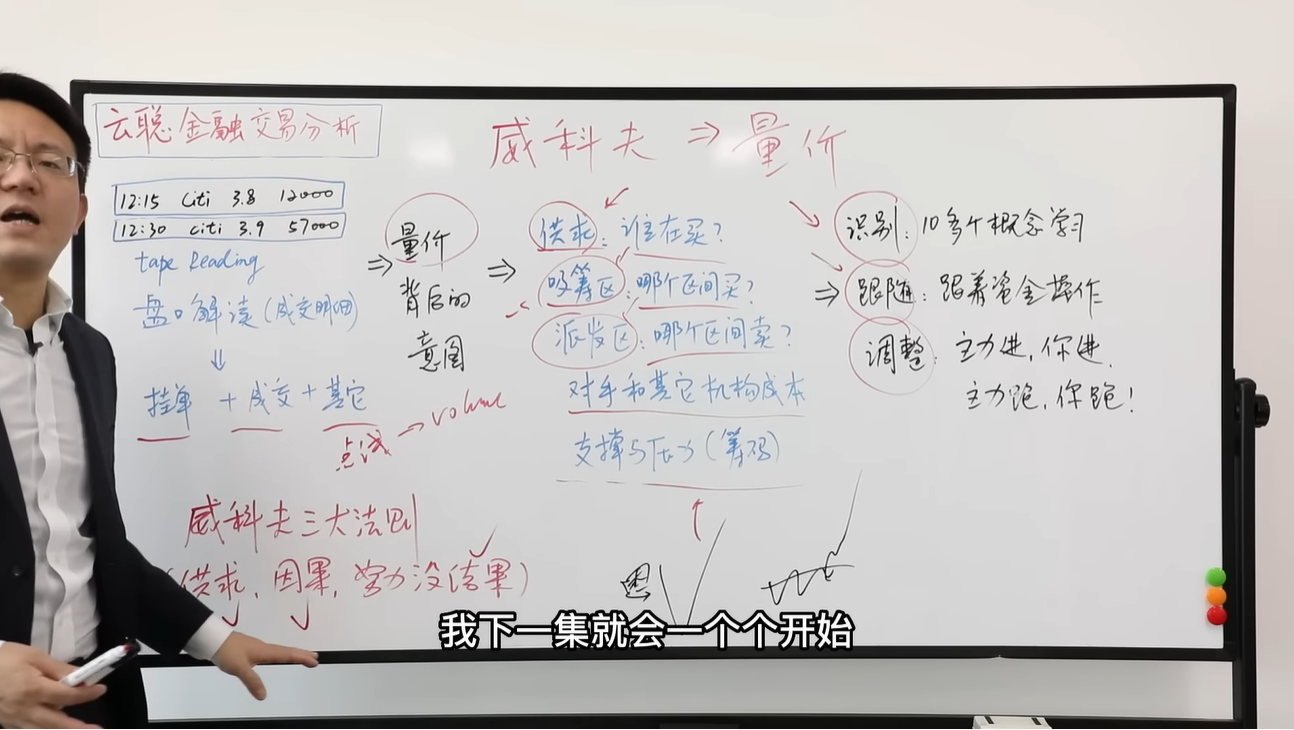 云聪金融交易分析
威科夫 ⇒ 量价
12:15 Citi 3.8 12000
12:30 citi 3.9 57000
tape Reading
盘口解读(成交明细)
⇓
挂单 + 成交 + 其它
点试 → volume
威科夫三大法则
(供求, 因果, 努力没结果)
⇒ 量价
背后的
意图
⇒ 供求: 谁在买?
吸筹区: 哪个区间买?
派发区: 哪个区间卖?
对手和其它机构成本
支撑与压力(筹码)
⇒ 识别: 10多个概念学习
跟随: 跟着资金操作
调整: 主力进, 你进.
主力跑, 你跑!
我下一集就会一个个开始